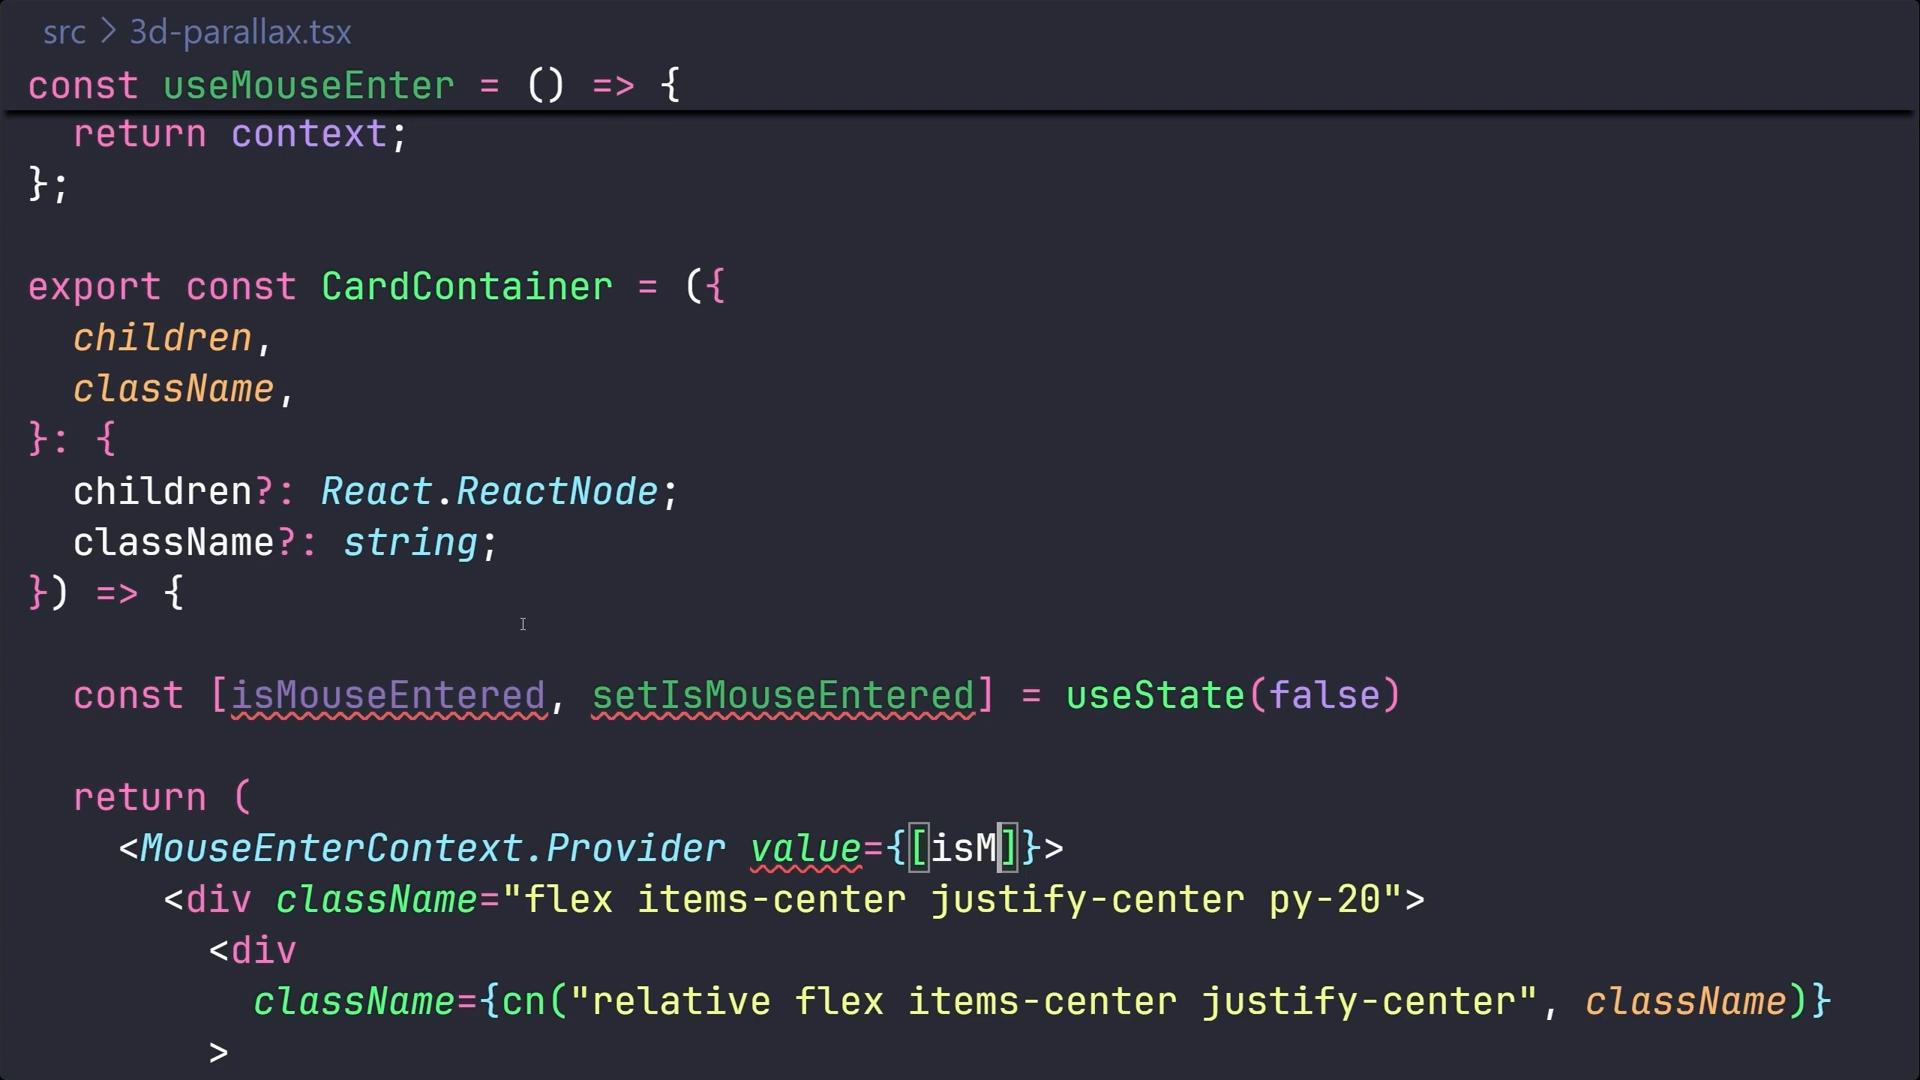 src > 3d-parallax.tsx
const useMouseEnter = () => {
  return context;
};
export const CardContainer = ({
  children,
  className,
}: {
  children?: React.ReactNode;
  className?: string;
}) => {
  const [isMouseEntered, setIsMouseEntered] = useState(false)
  return (
    <MouseEnterContext.Provider value={[isM]}>
      <div className="flex items-center justify-center py-20">
        <div
          className={cn("relative flex items-center justify-center", className)}
        >